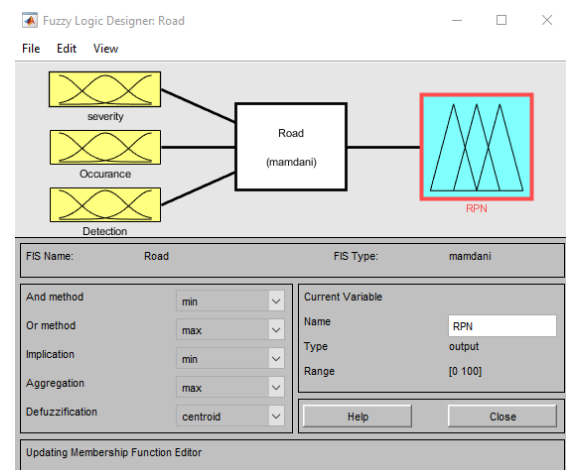 Fuzzy Logic Designer: Road
File Edit View
severity
Occurance
Detection
Road
(mamdani)
RPN
FIS Name: Road FIS Type: mamdani
And method min
Or method max
Implication min
Aggregation max
Defuzzification centroid
Current Variable
Name RPN
Type output
Range [0 100]
Help Close
Updating Membership Function Editor